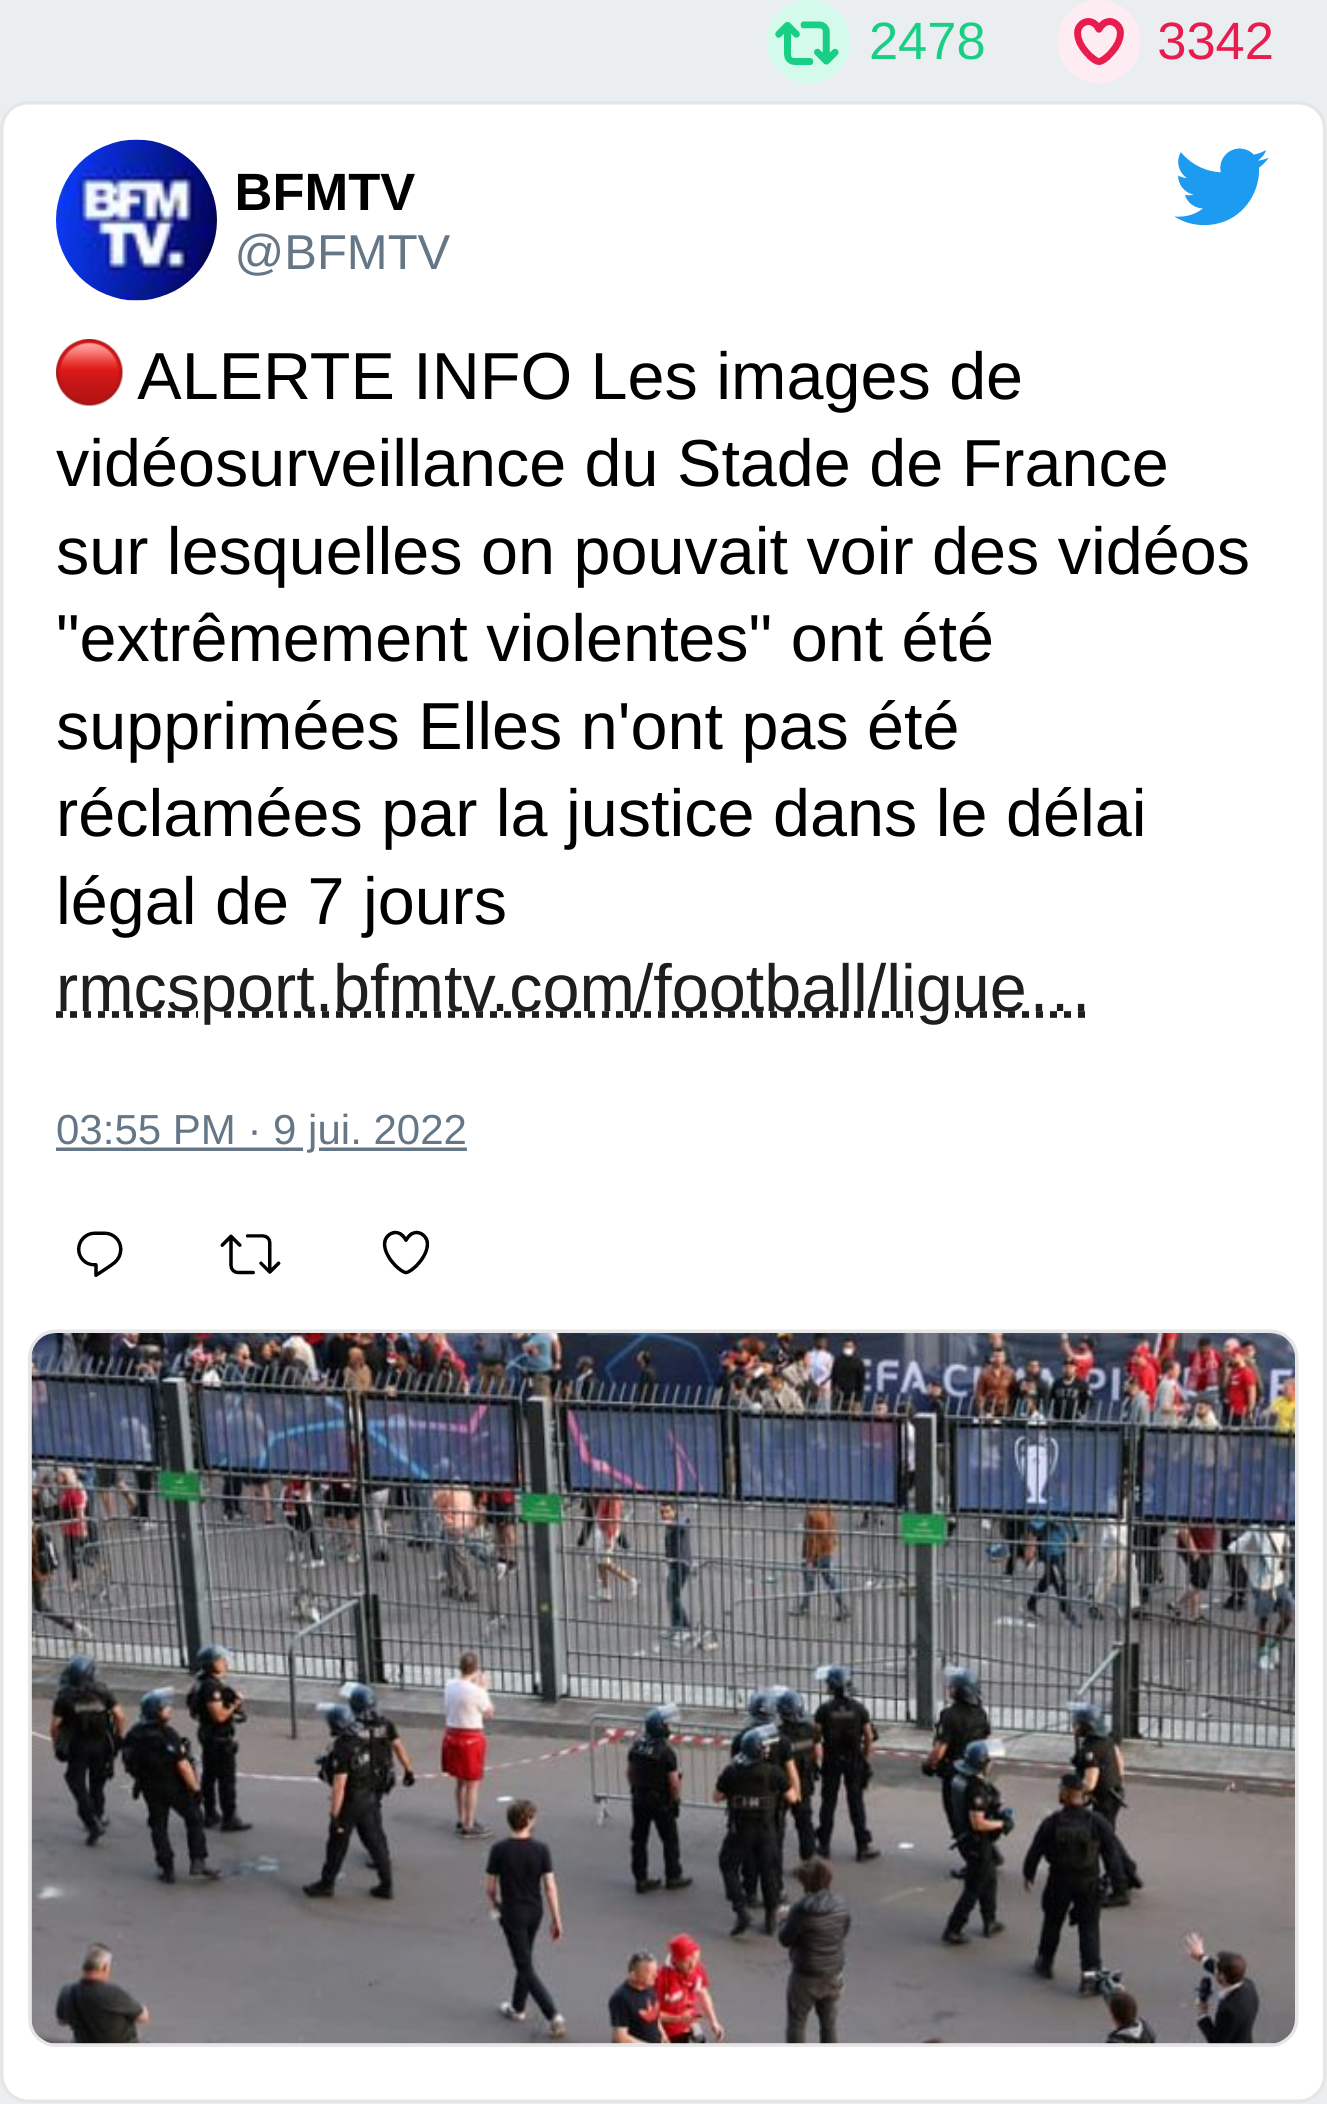 2478 3342
BFM
TV.
BFMTV
@BFMTV
ALERTE INFO Les images de
vidéosurveillance du Stade de France
sur lesquelles on pouvait voir des vidéos
"extrêmement violentes" ont été
supprimées Elles n'ont pas été
réclamées par la justice dans le délai
légal de 7 jours
rmcsport.bfmtv.com/football/ligue…
03:55 PM · 9 jui. 2022